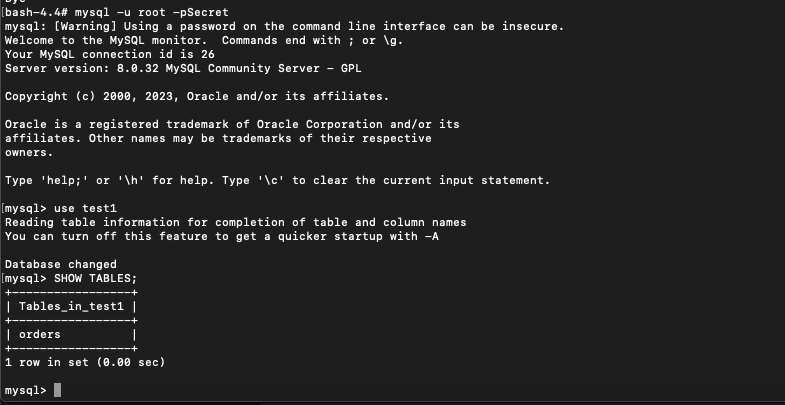 bye
[bash-4.4# mysql -u root -pSecret
mysql: [Warning] Using a password on the command line interface can be insecure.
Welcome to the MySQL monitor.  Commands end with ; or \g.
Your MySQL connection id is 26
Server version: 8.0.32 MySQL Community Server - GPL
Copyright (c) 2000, 2023, Oracle and/or its affiliates.
Oracle is a registered trademark of Oracle Corporation and/or its
affiliates. Other names may be trademarks of their respective
owners.
Type 'help;' or '\h' for help. Type '\c' to clear the current input statement.
[mysql> use test1
Reading table information for completion of table and column names
You can turn off this feature to get a quicker startup with -A
Database changed
[mysql> SHOW TABLES;
+-----------------+
| Tables_in_test1 |
+-----------------+
| orders          |
+-----------------+
1 row in set (0.00 sec)
mysql>